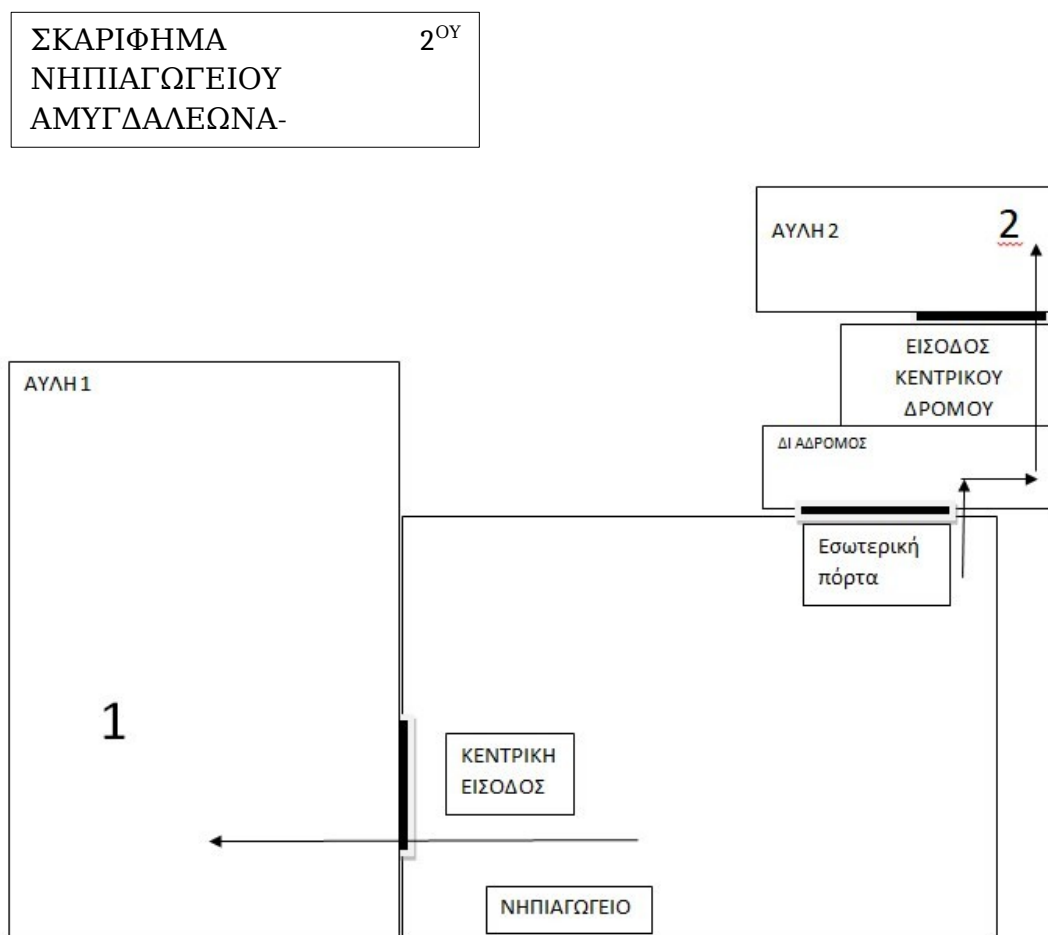 ΣΚΑΡΙΦΗΜΑ 2ΟΥ
ΝΗΠΙΑΓΩΓΕΙΟΥ
ΑΜΥΓΔΑΛΕΩΝΑ-
ΑΥΛΗ 2 2
ΕΙΣΟΔΟΣ
ΚΕΝΤΡΙΚΟΥ
ΔΡΟΜΟΥ
ΑΥΛΗ 1
ΔΙ ΑΔΡΟΜΟΣ
Εσωτερική
πόρτα
1
ΚΕΝΤΡΙΚΗ
ΕΙΣΟΔΟΣ
ΝΗΠΙΑΓΩΓΕΙΟ